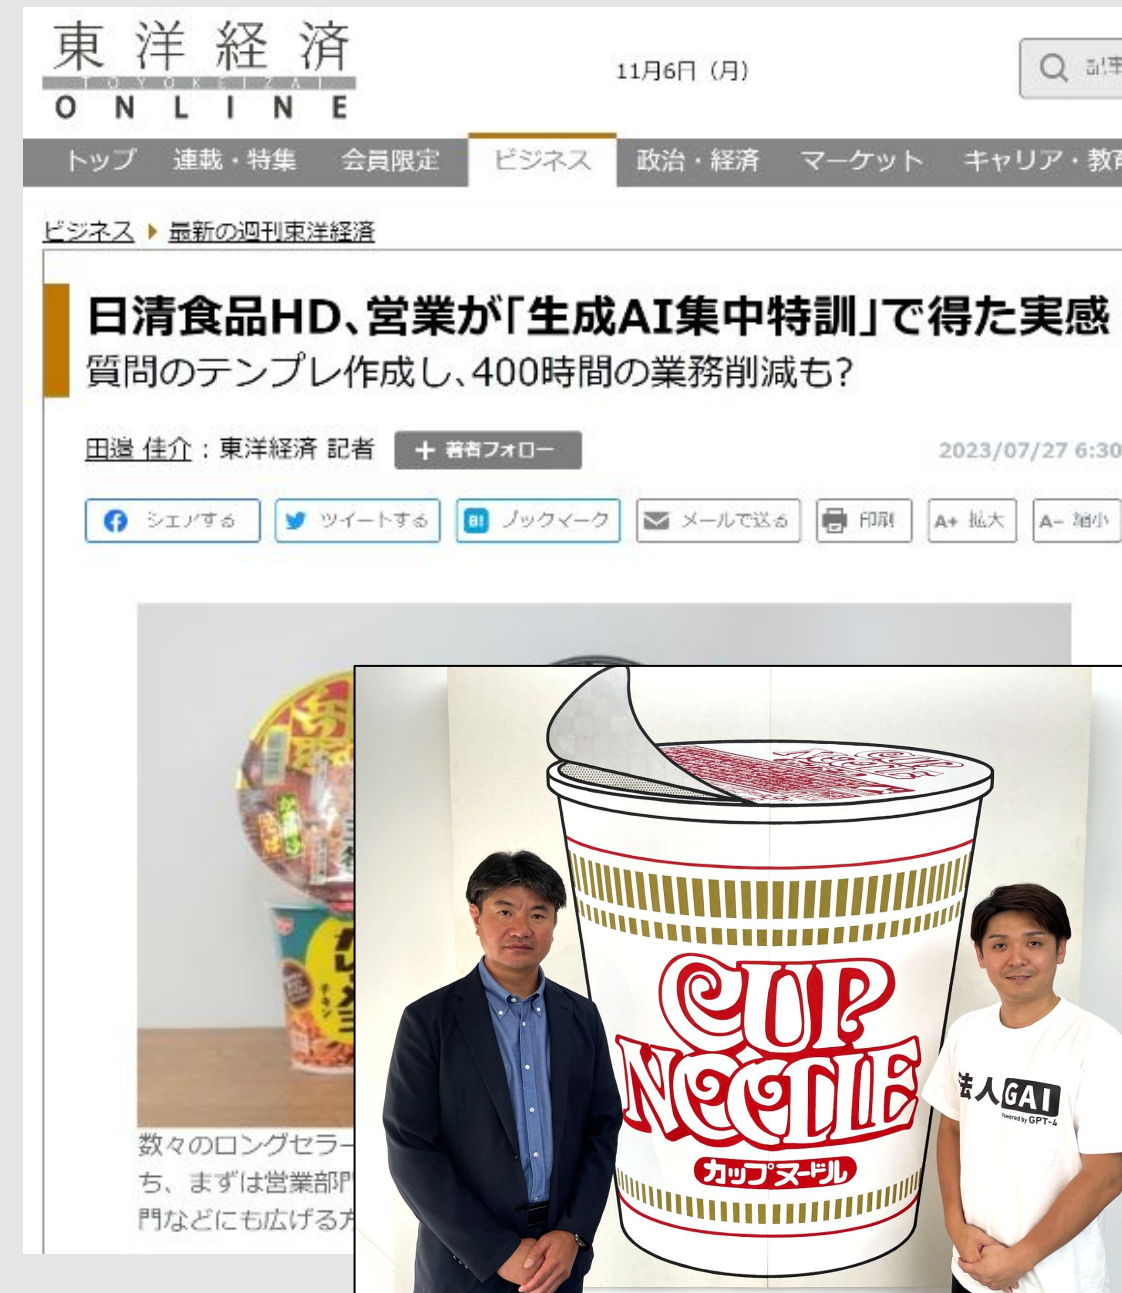 東洋経済
TOYOKEIZAI
ONLINE
11月6日（月）
トップ 連載・特集 会員限定 ビジネス 政治・経済 マーケット キャリア・教育
ビジネス 最新の週刊東洋経済
日清食品HD、営業が「生成AI集中特訓」で得た実感
質問のテンプレ作成し、400時間の業務削減も?
田邉 佳介 : 東洋経済 記者 + 著者フォロー 2023/07/27 6:30
シェアする ツイートする B! ブックマーク メールで送る 印刷 A+ 拡大 A- 縮小
数々のロングセラー
ち、まずは営業部門
門などにも広げる方
CUP
NOODLE
カップヌードル
法人GAI
Powered by GPT-4